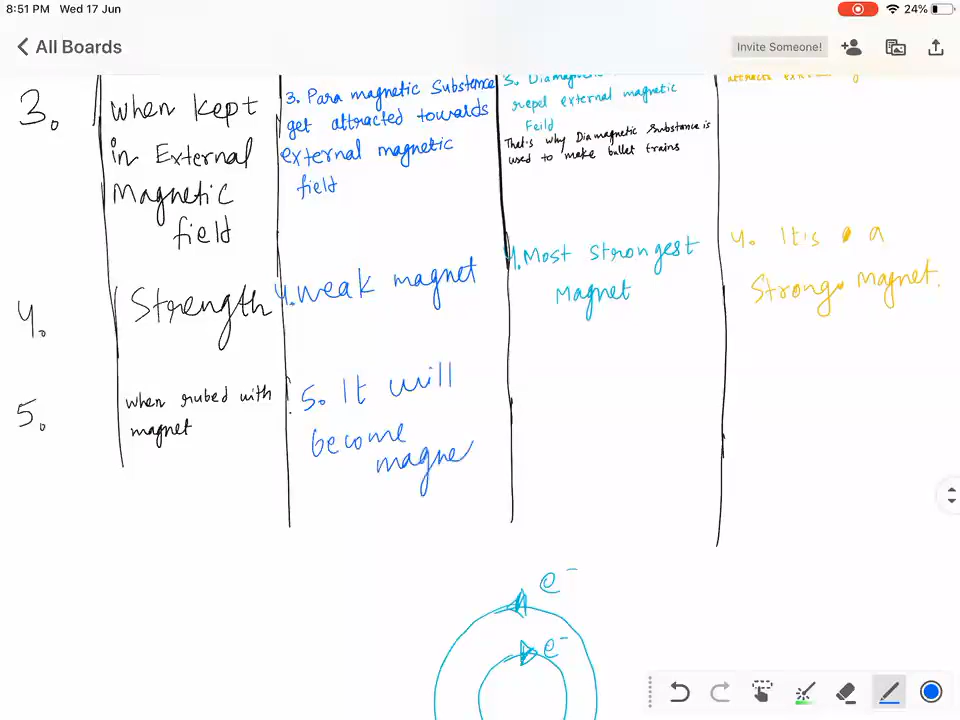 8:51 PM Wed 17 Jun
24%
All Boards
Invite Someone!
3.
when kept
in External
Magnetic
field
3. Para magnetic Substance
get attracted towards
external magnetic
field
repel external magnetic
Feild
That's why Diamagnetic Substance is
used to make bullet trains
4.
Strength
4. weak magnet
4. Most strongest
Magnet
4. It's a
Strong magnet.
5.
when rubed with
magnet
5. It will
become
magne
e⁻
e⁻